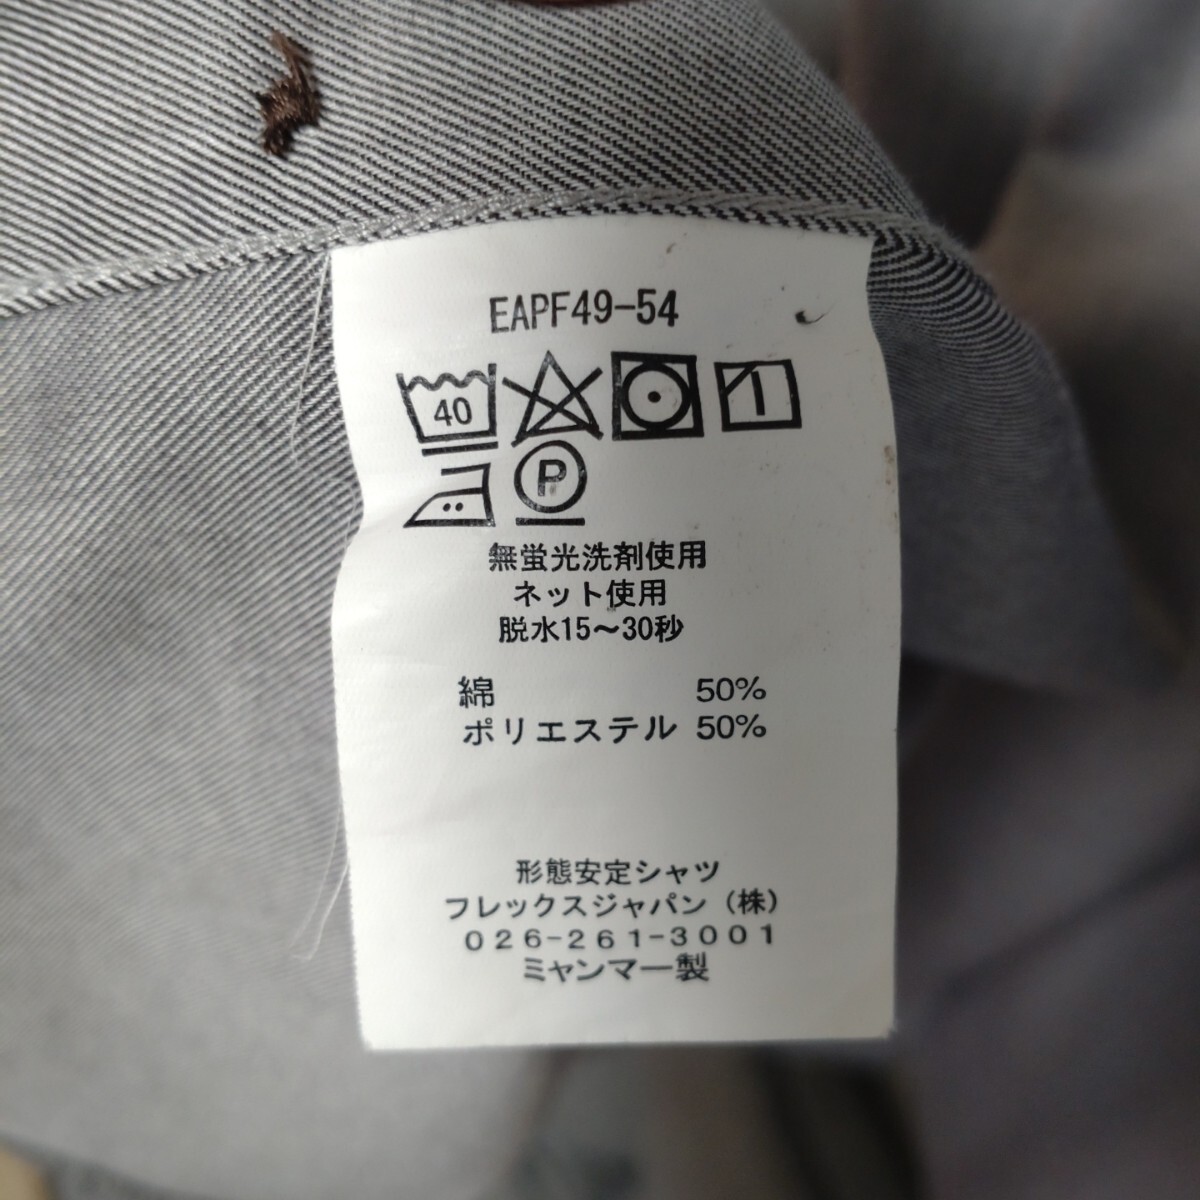 EAPF49-54
40
P
無蛍光洗剤使用
ネット使用
脱水15〜30秒
綿 50%
ポリエステル 50%
形態安定シャツ
フレックスジャパン（株）
026-261-3001
ミャンマー製